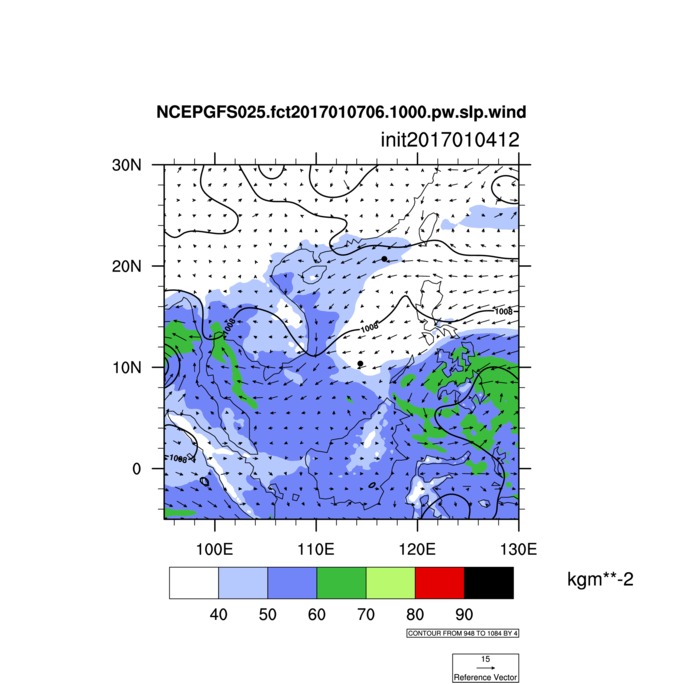 NCEPGFS025.fct2017010706.1000.pw.slp.wind
init2017010412
30N
20N
1008
1008
1008
10N
1008
0
100E 110E 120E 130E
kgm**-2
40 50 60 70 80 90
CONTOUR FROM 948 TO 1084 BY 4
15
Reference Vector